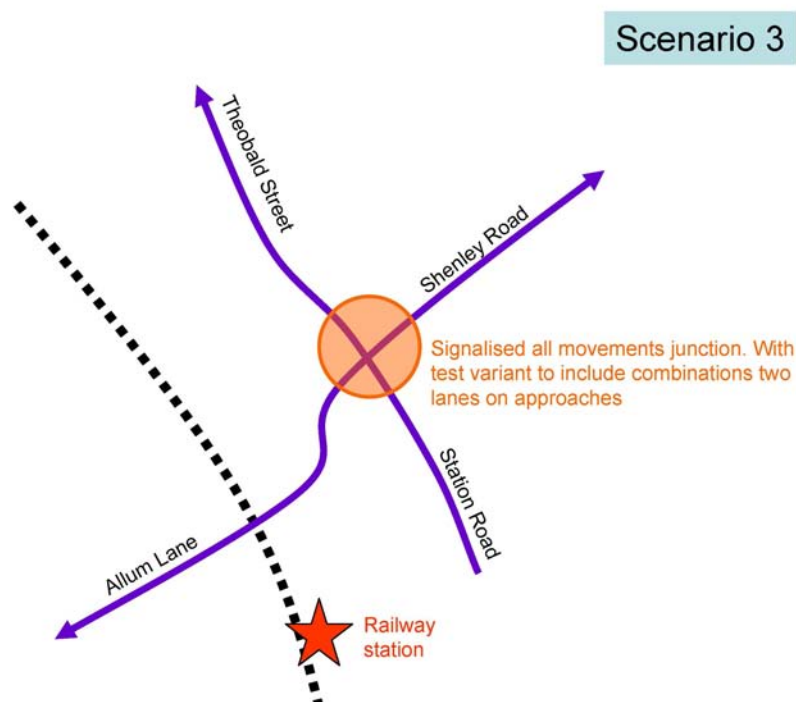 Scenario 3
Theobald Street
Shenley Road
Signalised all movements junction. With
test variant to include combinations two
lanes on approaches
Station Road
Allum Lane
Railway
station